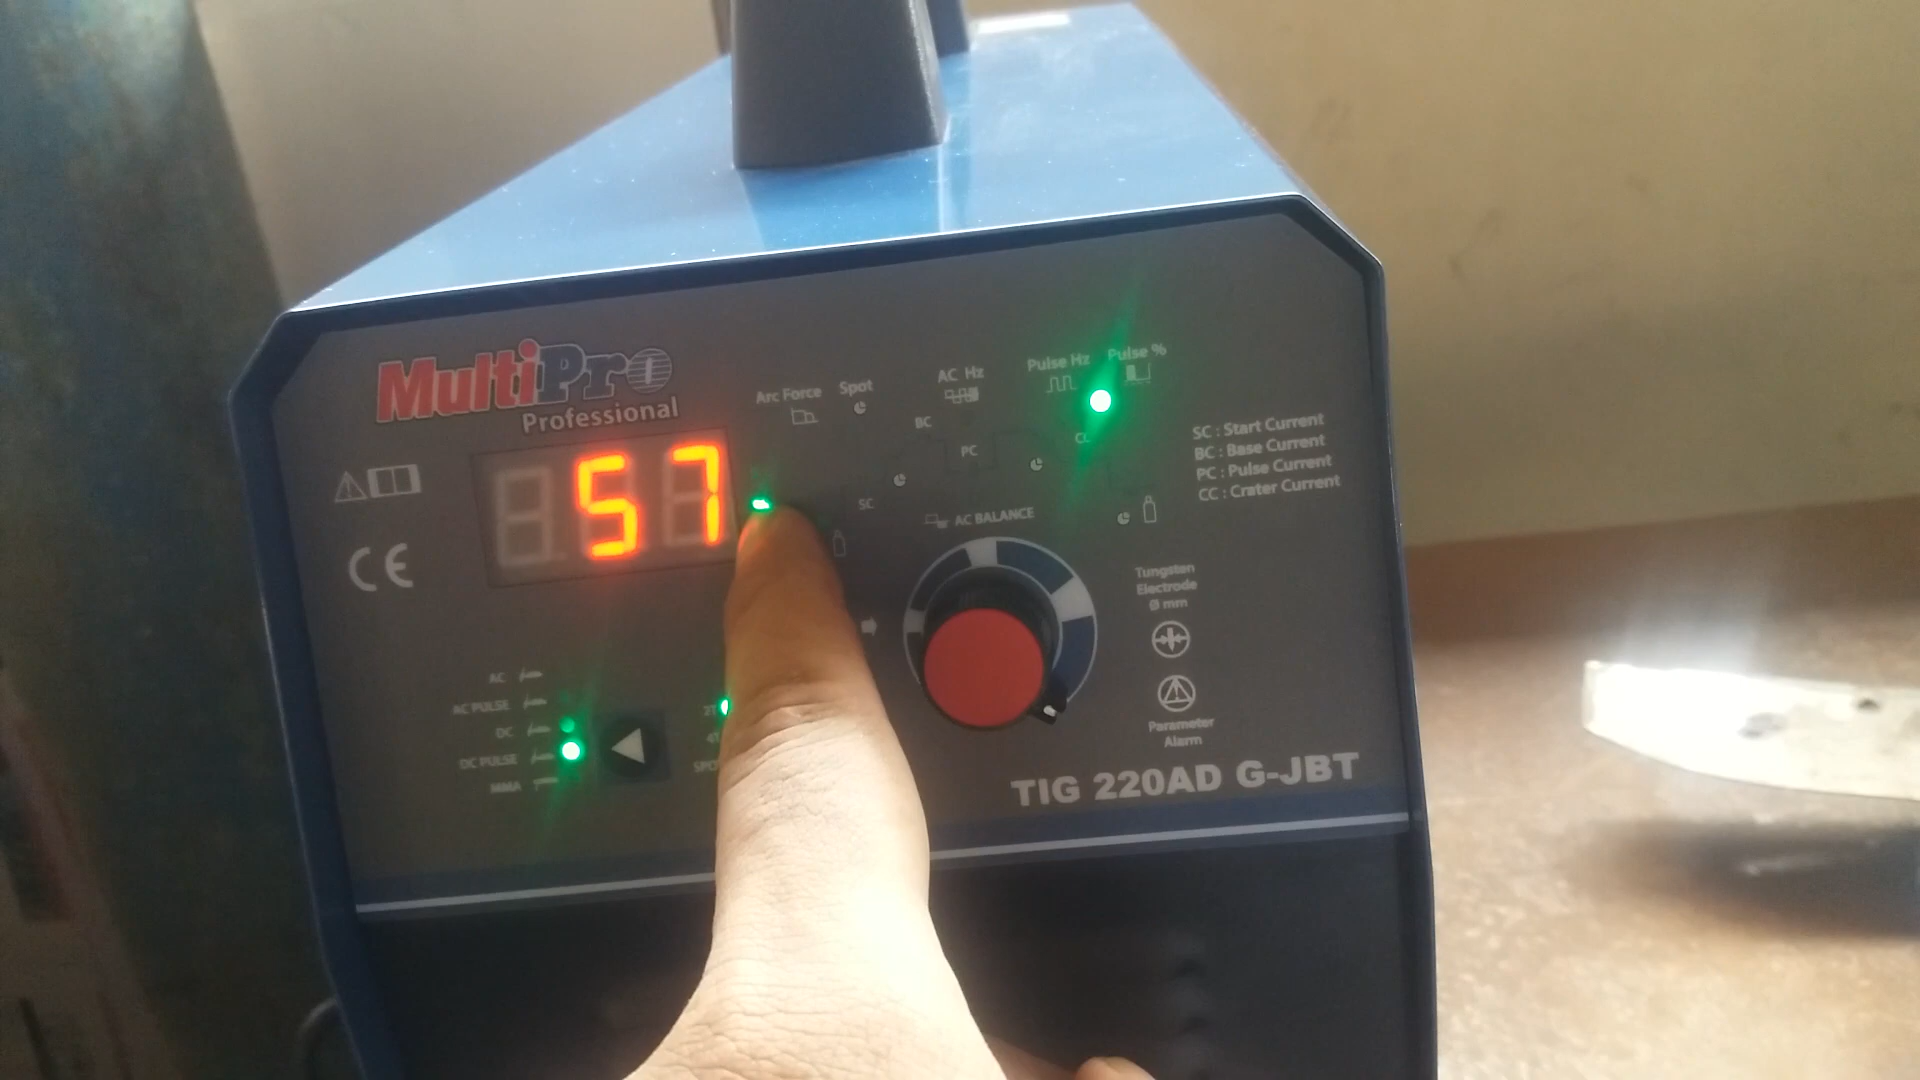 MultiPro
Professional
Arc Force
Spot
AC Hz
Pulse Hz
Pulse %
BC
PC
CC
SC
SC : Start Current
BC : Base Current
PC : Pulse Current
CC : Crater Current
57
CE
AC BALANCE
Tungsten
Electrode
Ø mm
AC
AC PULSE
DC
DC PULSE
MMA
2T
4T
Parameter
Alarm
TIG 220AD G-JBT